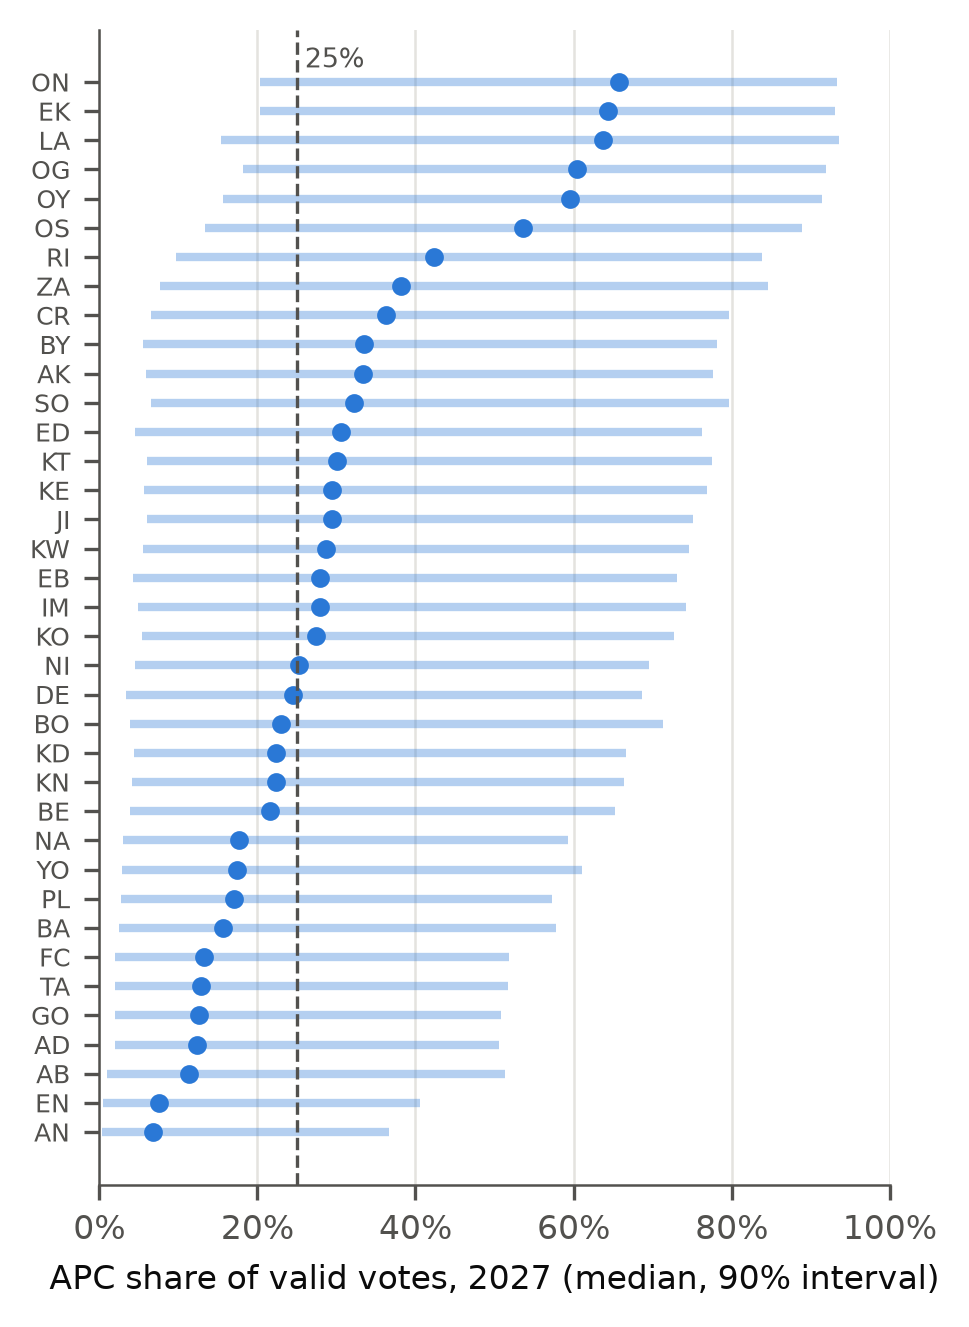 25%
ON
EK
LA
OG
OY
OS
RI
ZA
CR
BY
AK
SO
ED
KT
KE
JI
KW
EB
IM
KO
NI
DE
BO
KD
KN
BE
NA
YO
PL
BA
FC
TA
GO
AD
AB
EN
AN
0% 20% 40% 60% 80% 100%
APC share of valid votes, 2027 (median, 90% interval)